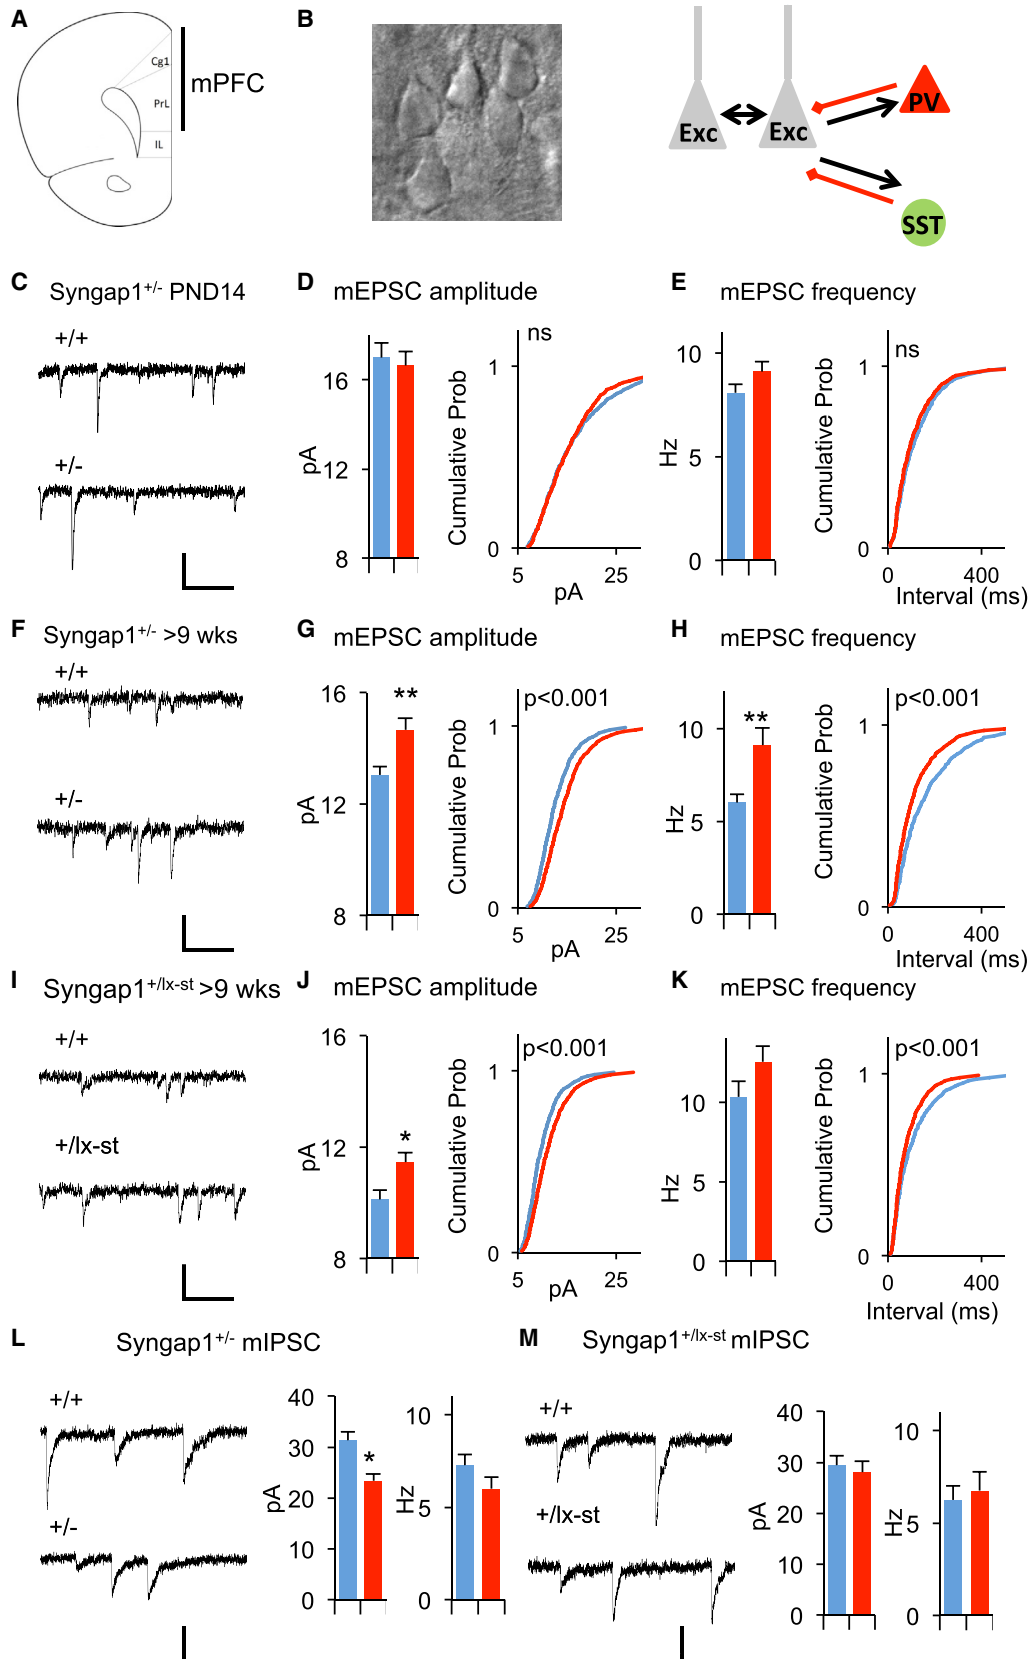 A
Cg1
PrL
IL
mPFC
B
Exc
Exc
PV
SST
C Syngap1+/- PND14
+/+
+/-
D mEPSC amplitude
16
12
8
pA
ns
1
0
Cumulative Prob
5 25
pA
E mEPSC frequency
10
5
0
Hz
ns
1
0
Cumulative Prob
0 400
Interval (ms)
F Syngap1+/- >9 wks
+/+
+/-
G mEPSC amplitude
16
12
8
pA
**
p<0.001
1
0
Cumulative Prob
5 25
pA
H mEPSC frequency
10
5
0
Hz
**
p<0.001
1
0
Cumulative Prob
0 400
Interval (ms)
I Syngap1+/lx-st >9 wks
+/+
+/lx-st
J mEPSC amplitude
16
12
8
pA
*
p<0.001
1
0
Cumulative Prob
5 25
pA
K mEPSC frequency
10
5
0
Hz
p<0.001
1
0
Cumulative Prob
0 400
Interval (ms)
L Syngap1+/- mIPSC
+/+
+/-
40
30
20
10
0
pA
*
10
5
0
Hz
M Syngap1+/lx-st mIPSC
+/+
+/lx-st
40
30
20
10
0
pA
10
5
0
Hz